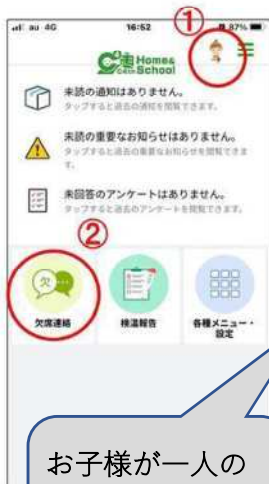 au 4G 16:52 87%
①
C4th Home& School
未読の通知はありません。
タップすると過去の通知を閲覧できます。
未読の重要なお知らせはありません。
タップすると過去の重要なお知らせを閲覧できま
す。
未回答のアンケートはありません。
タップすると過去のアンケートを閲覧できます。
②
欠
欠席連絡
検温報告
各種メニュー・
設定
お子様が一人の